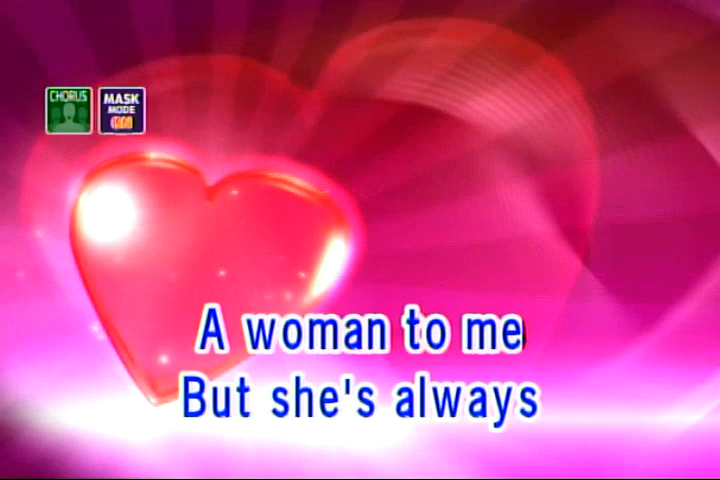 CHORUS
MASK
MODE
A woman to me
But she's always